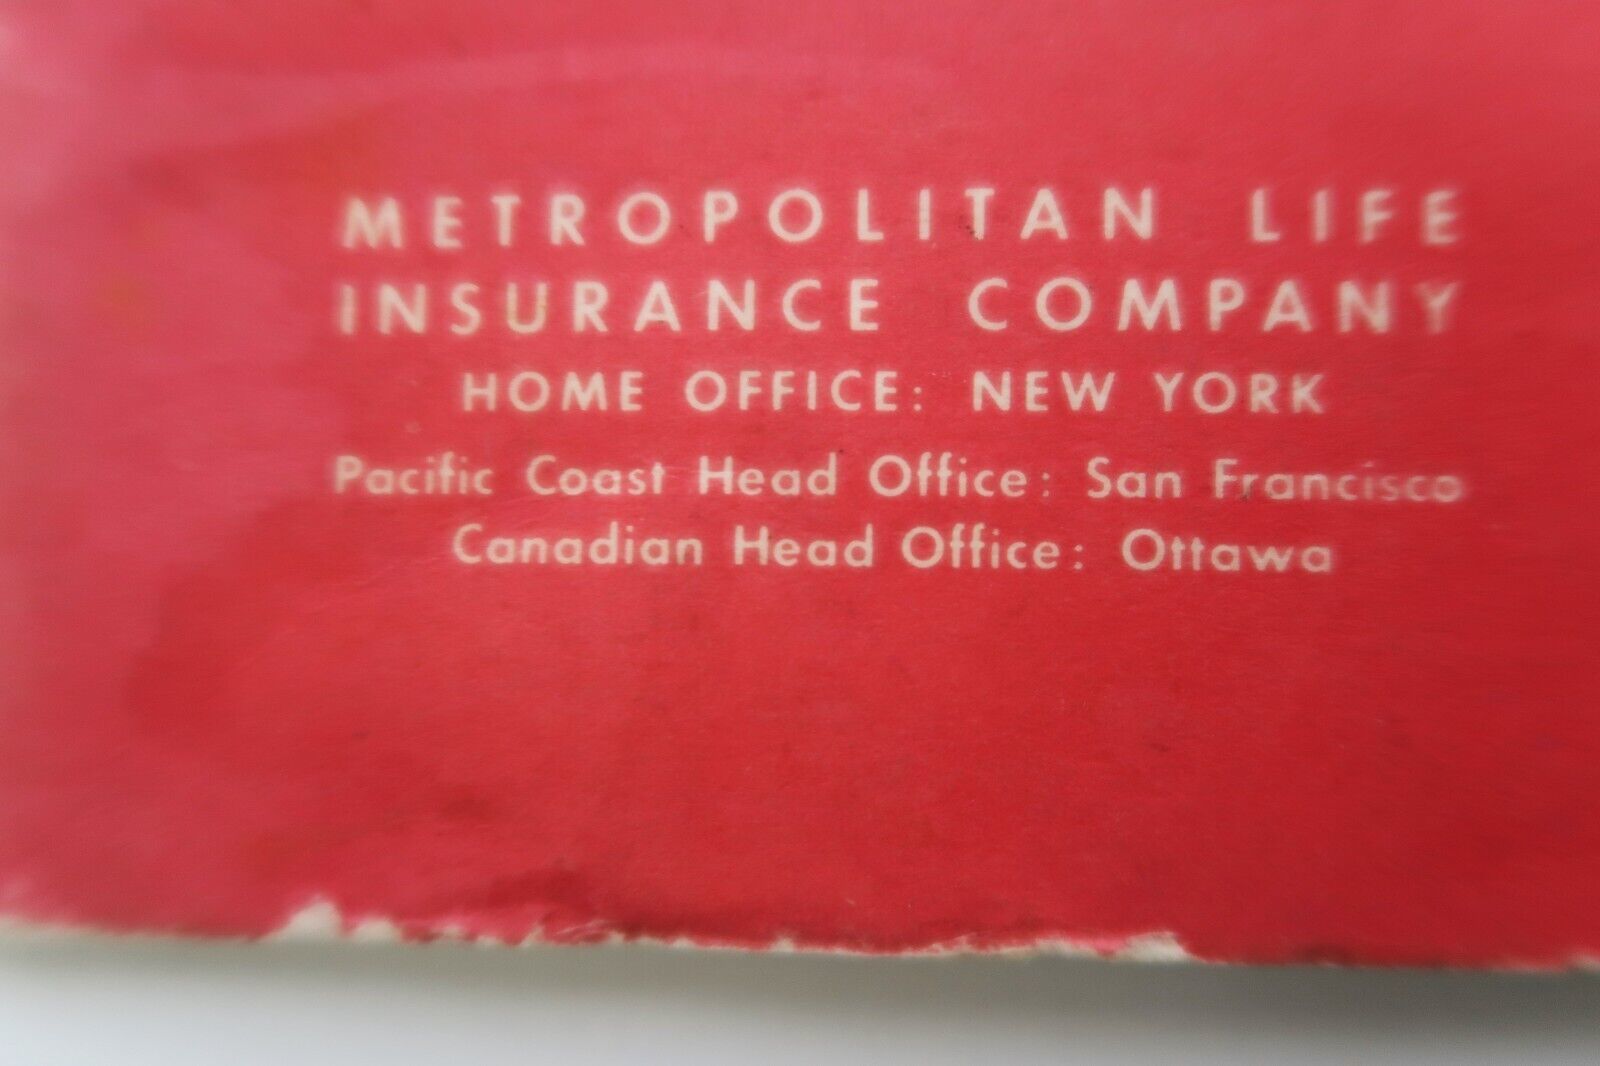 METROPOLITAN LIFE
INSURANCE COMPANY
HOME OFFICE: NEW YORK
Pacific Coast Head Office: San Francisco
Canadian Head Office: Ottawa